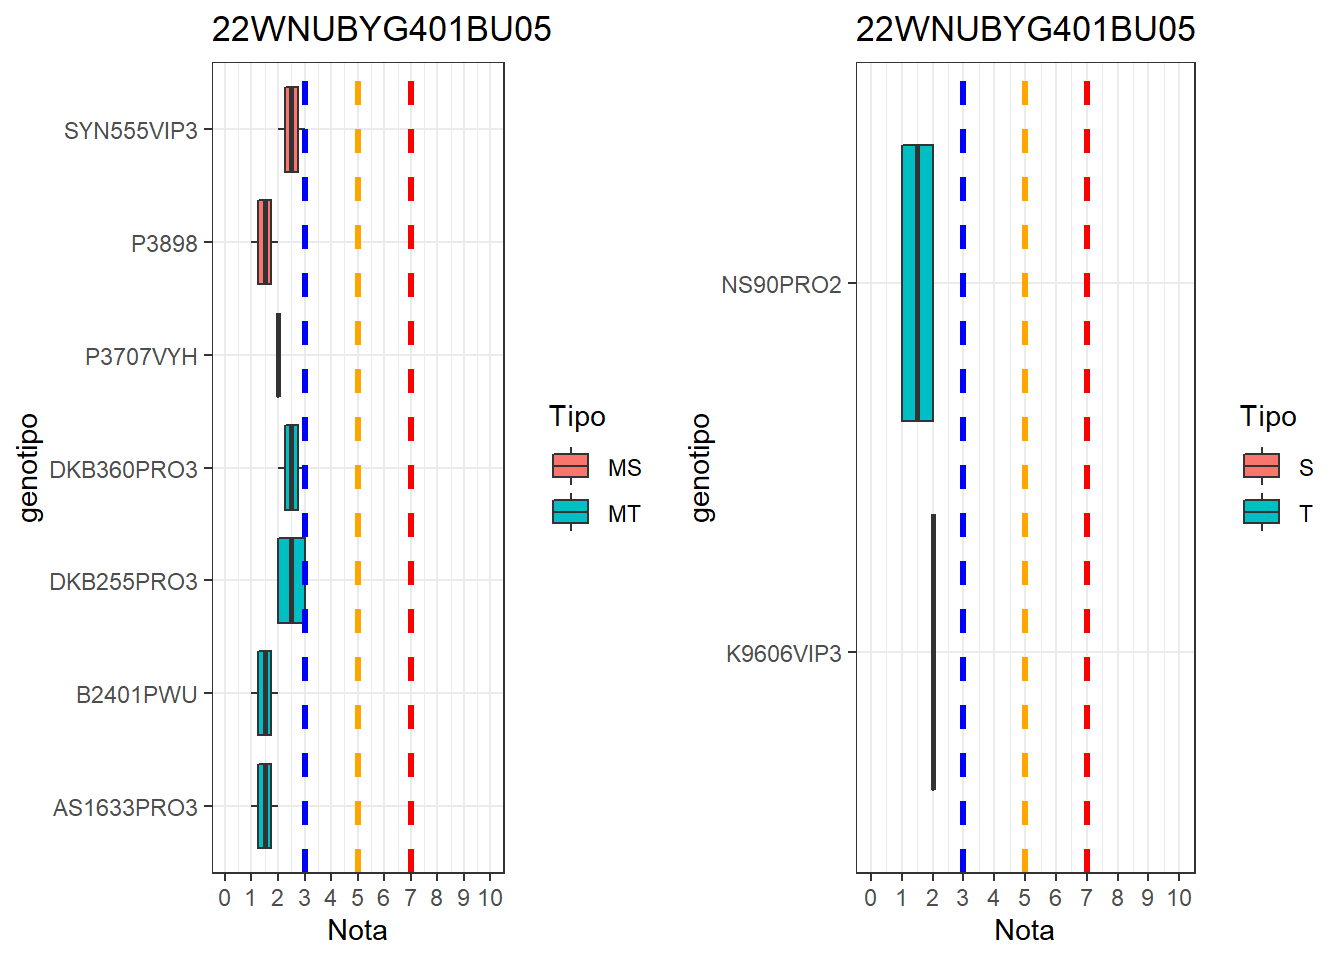 22WNUBYG401BU05
genotipo
SYN555VIP3
P3898
P3707VYH
DKB360PRO3
DKB255PRO3
B2401PWU
AS1633PRO3
0 1 2 3 4 5 6 7 8 9 10
Nota
Tipo
MS
MT
22WNUBYG401BU05
genotipo
NS90PRO2
K9606VIP3
0 1 2 3 4 5 6 7 8 9 10
Nota
Tipo
S
T